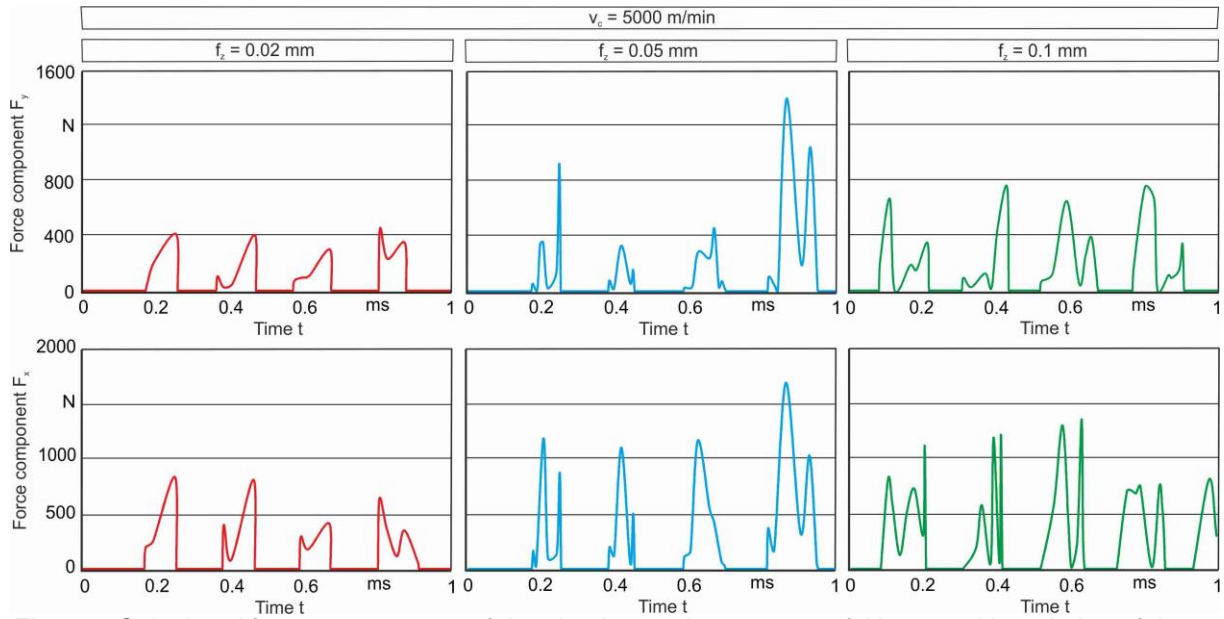 v_c = 5000 m/min
f_z = 0.02 mm
f_z = 0.05 mm
f_z = 0.1 mm
Force component F_y
1600
N
800
400
0
0 0.2 0.4 0.6 ms 1
Time t
0.2 0.4 0.6 ms 1
Time t
0 0.2 0.4 0.6 ms 1
Time t
Force component F_x
2000
N
1000
500
0
0 0.2 0.4 0.6 ms 1
Time t
0.2 0.4 0.6 ms 1
Time t
0 0.2 0.4 0.6 ms 1
Time t